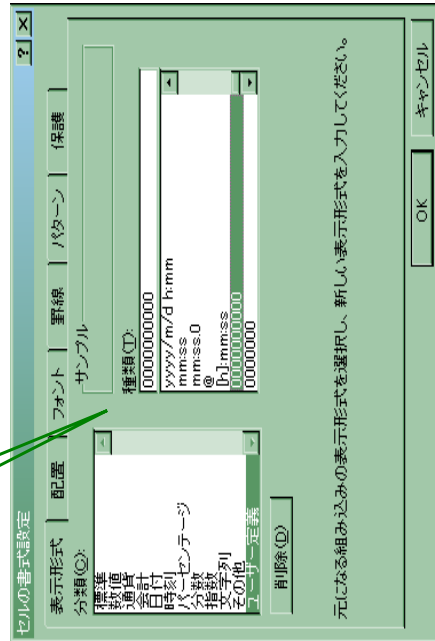 セルの書式設定
表示形式
配置
フォント
罫線
パターン
保護
分類(C):
標準
数値
通貨
会計
日付
時刻
パーセンテージ
分数
指数
文字列
その他
ユーザー定義
削除(D)
サンプル
種類(T):
0000000000
yyyy/m/d h:mm
mm:ss
mm:ss.0
@
[h]:mm:ss
0000000000
0000000
元になる組み込みの表示形式を選択し、新しい表示形式を入力してください。
OK
キャンセル